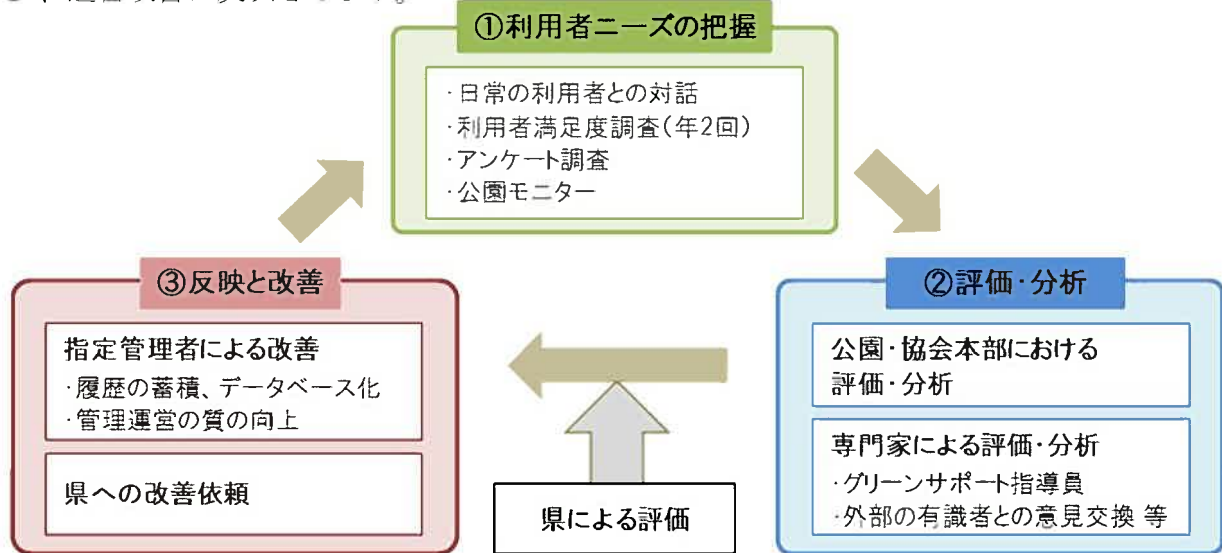 ①利用者ニーズの把握
・日常の利用者との対話
・利用者満足度調査(年2回)
・アンケート調査
・公園モニター
③反映と改善
指定管理者による改善
・履歴の蓄積、データベース化
・管理運営の質の向上
県への改善依頼
②評価・分析
公園・協会本部における
評価・分析
専門家による評価・分析
・グリーンサポート指導員
・外部の有識者との意見交換 等
県による評価